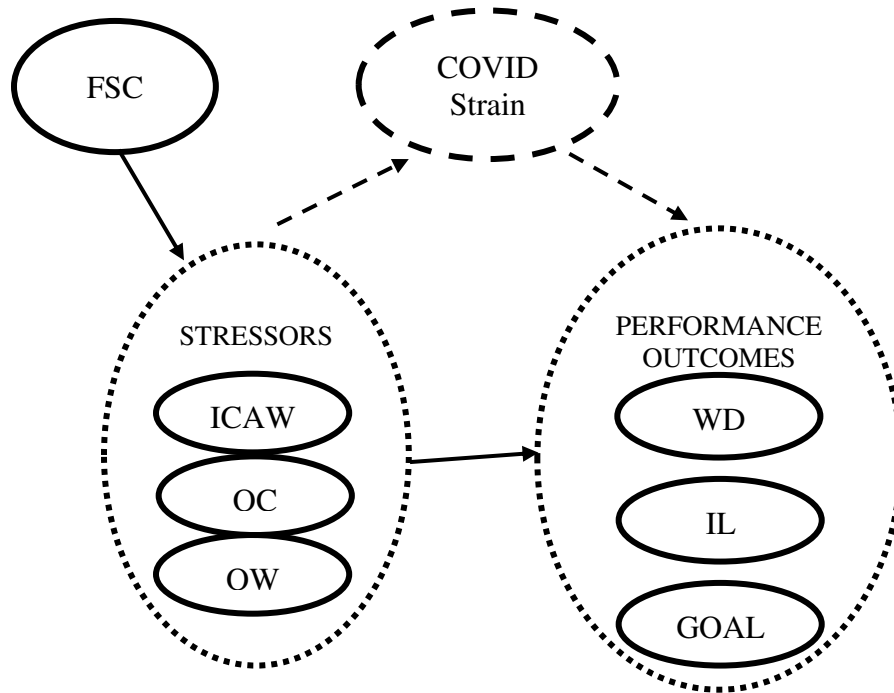 FSC
COVID
Strain
STRESSORS
ICAW
OC
OW
PERFORMANCE
OUTCOMES
WD
IL
GOAL